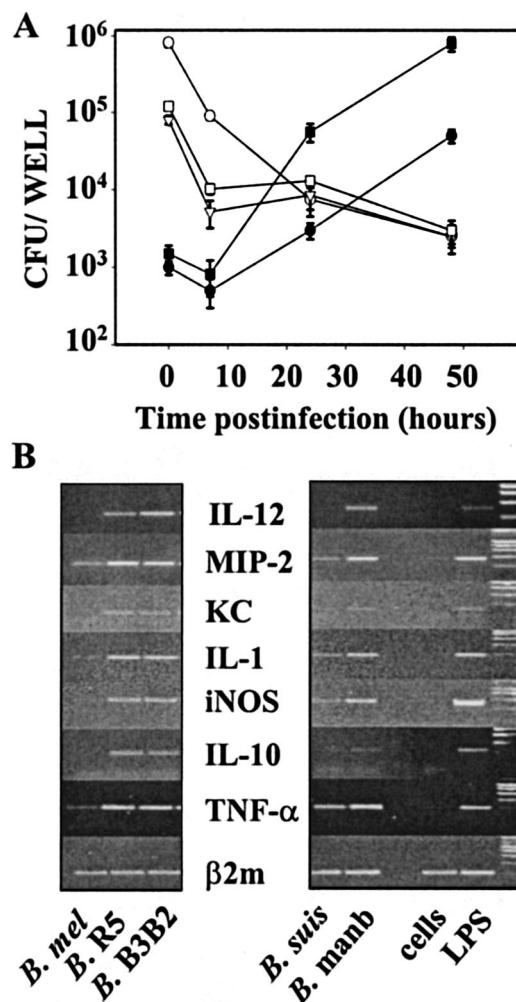 A
CFU/ WELL
10⁶
10⁵
10⁴
10³
10²
0 10 20 30 40 50
Time postinfection (hours)
B
IL-12
MIP-2
KC
IL-1
iNOS
IL-10
TNF-α
β2m
B. mel
B. R5
B. B3B2
B. suis
B. manb
cells
LPS